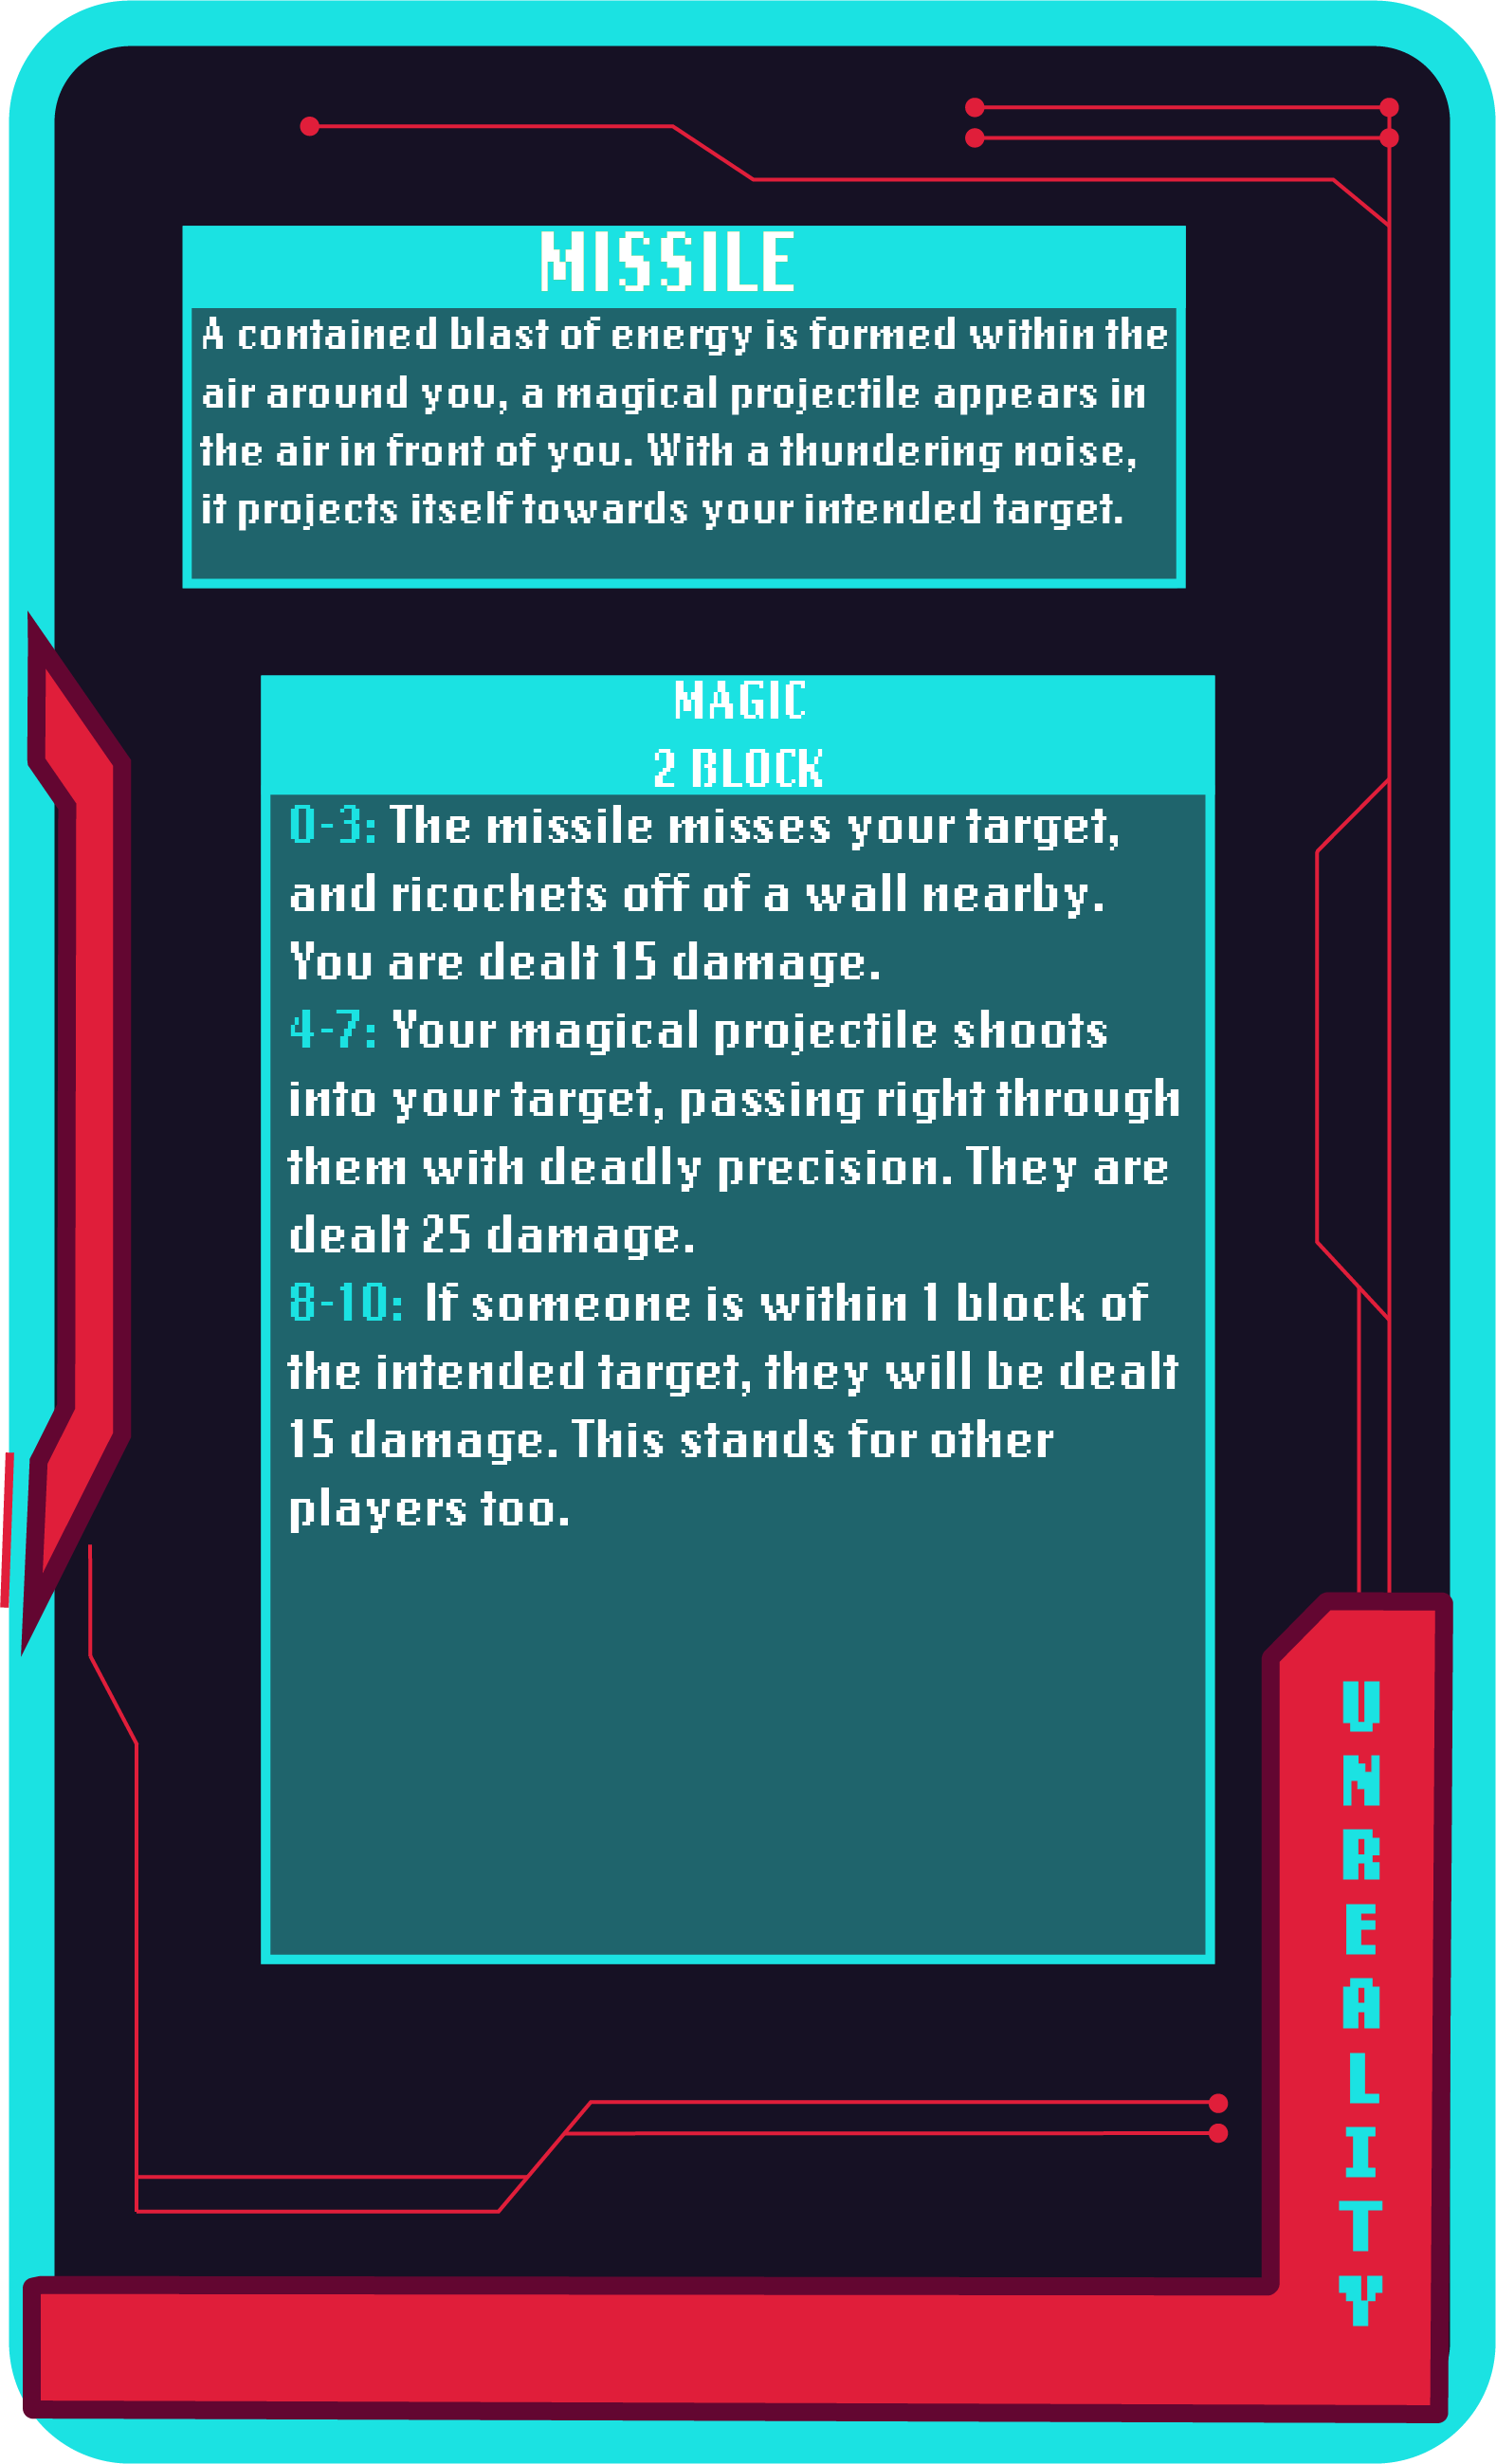 MISSILE
A contained blast of energy is formed within the
air around you, a magical projectile appears in
the air in front of you. With a thundering noise,
it projects itself towards your intended target.
MAGIC
2 BLOCK
0-3: The missile misses your target,
and ricochets off of a wall nearby.
You are dealt 15 damage.
4-7: Your magical projectile shoots
into your target, passing right through
them with deadly precision. They are
dealt 25 damage.
8-10: If someone is within 1 block of
the intended target, they will be dealt
15 damage. This stands for other
players too.
UNREALITY